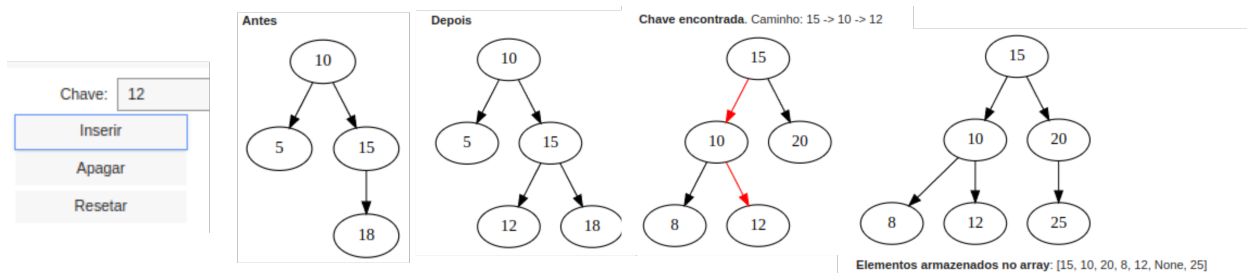 Chave: 12
Inserir
Apagar
Resetar
Antes
10
5 15
18
Depois
10
5 15
12 18
Chave encontrada. Caminho: 15 -> 10 -> 12
15
10 20
8 12
15
10 20
8 12 25
Elementos armazenados no array: [15, 10, 20, 8, 12, None, 25]